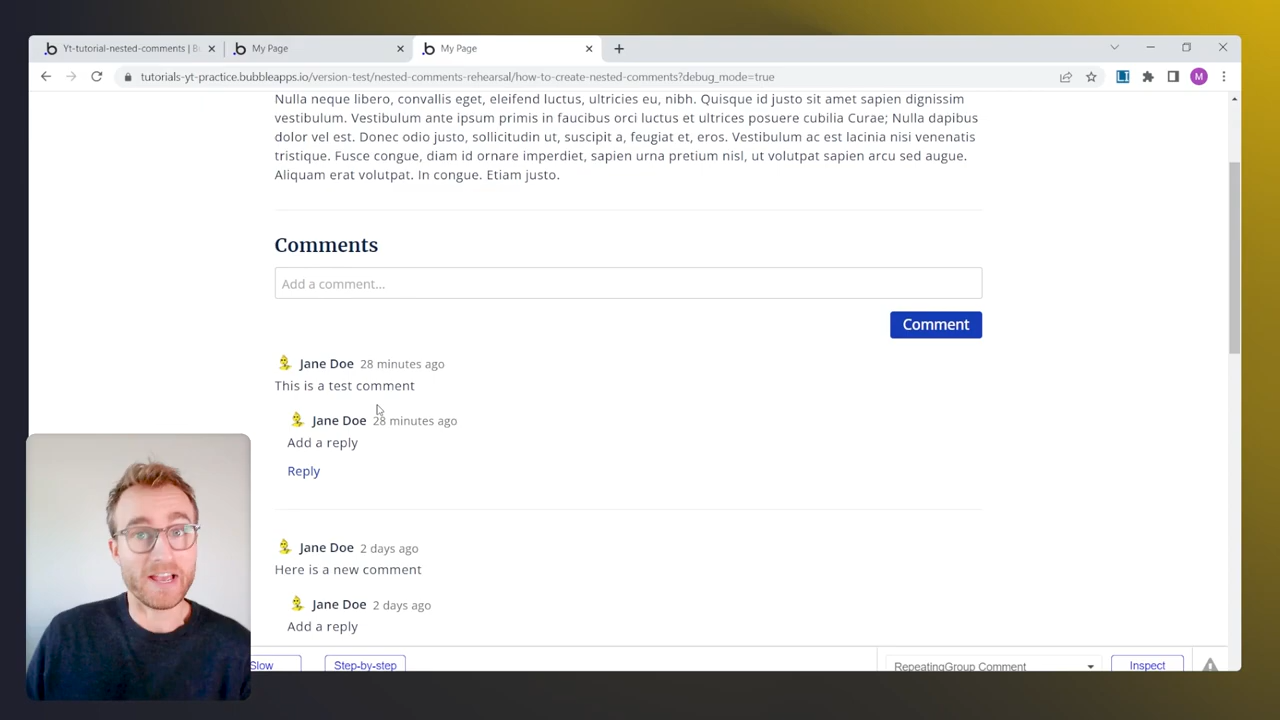 Yt-tutorial-nested-comments | B
My Page
My Page
tutorials-yt-practice.bubbleapps.io/version-test/nested-comments-rehearsal/how-to-create-nested-comments?debug_mode=true
M
Nulla neque libero, convallis eget, eleifend luctus, ultricies eu, nibh. Quisque id justo sit amet sapien dignissim
vestibulum. Vestibulum ante ipsum primis in faucibus orci luctus et ultrices posuere cubilia Curae; Nulla dapibus
dolor vel est. Donec odio justo, sollicitudin ut, suscipit a, feugiat et, eros. Vestibulum ac est lacinia nisi venenatis
tristique. Fusce congue, diam id ornare imperdiet, sapien urna pretium nisl, ut volutpat sapien arcu sed augue.
Aliquam erat volutpat. In congue. Etiam justo.
Comments
Add a comment...
Comment
Jane Doe 28 minutes ago
This is a test comment
Jane Doe 28 minutes ago
Add a reply
Reply
Jane Doe 2 days ago
Here is a new comment
Jane Doe 2 days ago
Add a reply
Slow
Step-by-step
RepeatingGroup Comment
Inspect